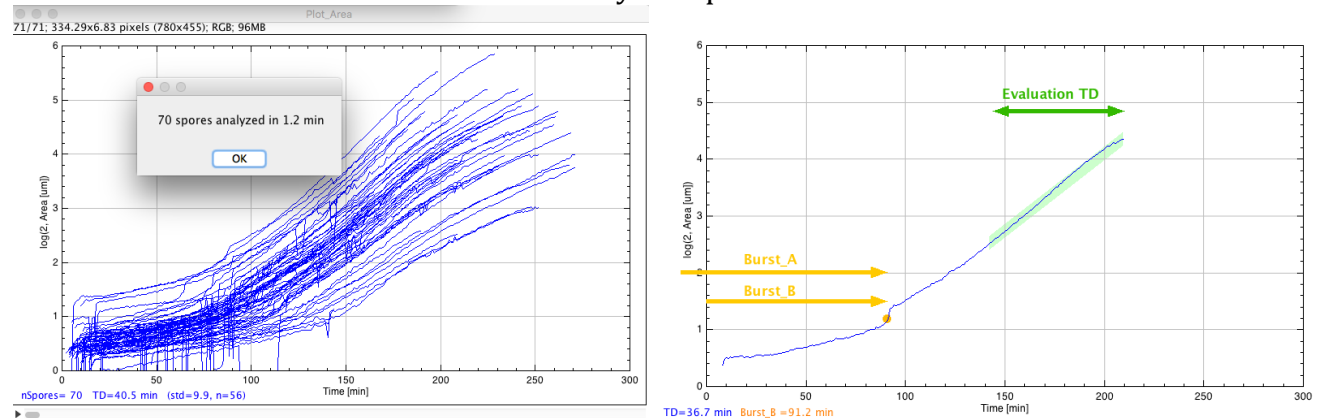 Plot_Area
71/71; 334.29x6.83 pixels (780x455); RGB; 96MB
6
5
4
3
2
1
0
log(2, Area [um])
70 spores analyzed in 1.2 min
OK
0 50 100 150 200 250 300
Time [min]
nSpores= 70 TD=40.5 min (std=9.9, n=56)
6
5
4
3
2
1
0
log(2, Area [um])
Evaluation TD
Burst_A
Burst_B
0 50 100 150 200 250 300
Time [min]
TD=36.7 min Burst_B =91.2 min